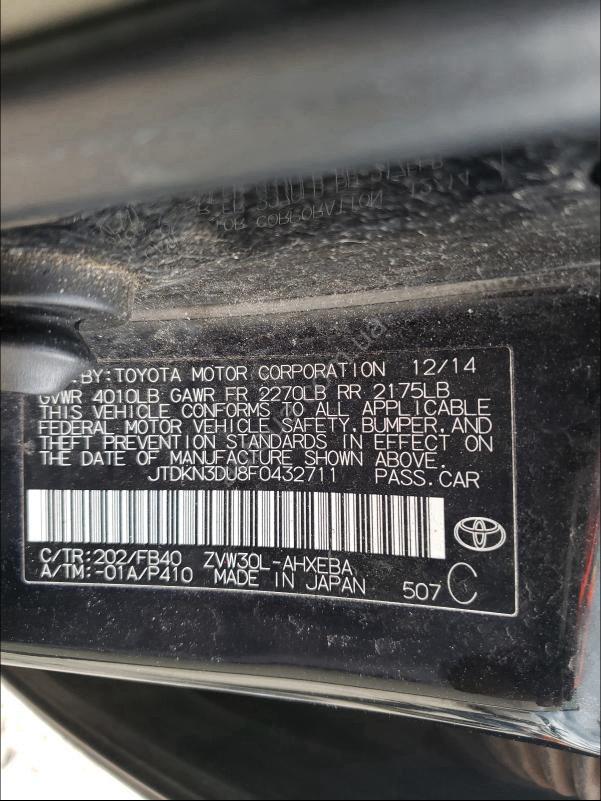 BY: TOYOTA MOTOR CORPORATION 12/14
GVWR 4010LB GAWR FR 2270LB RR 2175LB
THIS VEHICLE CONFORMS TO ALL APPLICABLE
FEDERAL MOTOR VEHICLE SAFETY, BUMPER, AND
THEFT PREVENTION STANDARDS IN EFFECT ON
THE DATE OF MANUFACTURE SHOWN ABOVE.
JTDKN3DU8F0432711 PASS. CAR
C/TR: 202/FB40 ZVW30L-AHXEBA
A/TM: -01A/P410 MADE IN JAPAN 507 C